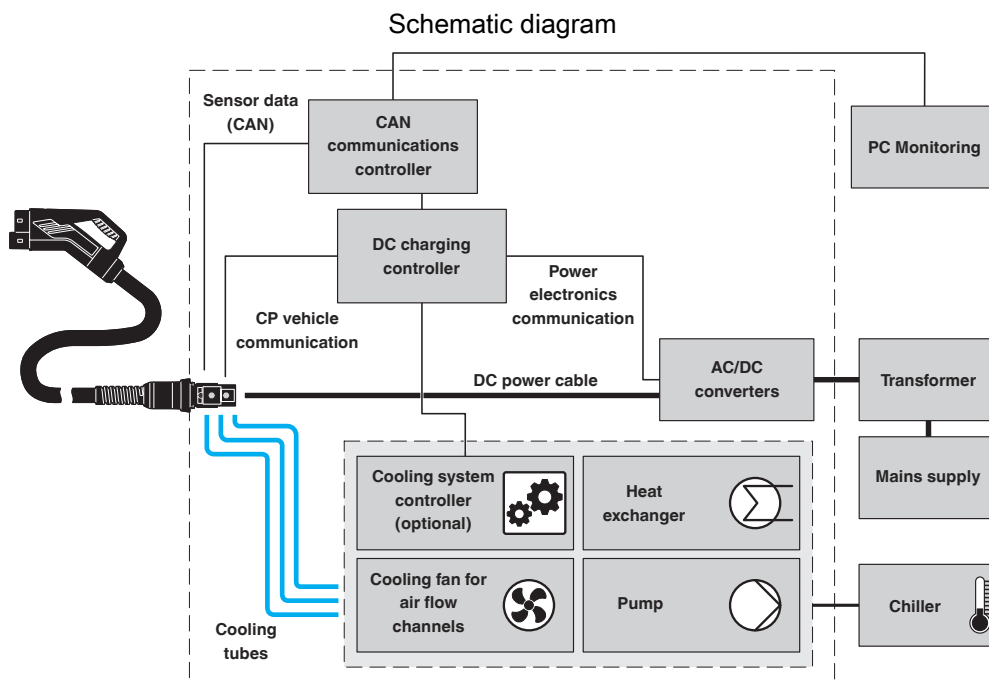 Schematic diagram
Sensor data
(CAN)
CAN
communications
controller
PC Monitoring
DC charging
controller
Power
electronics
communication
CP vehicle
communication
DC power cable
AC/DC
converters
Transformer
Mains supply
Cooling system
controller
(optional)
Heat
exchanger
Cooling fan for
air flow
channels
Pump
Chiller
Cooling
tubes